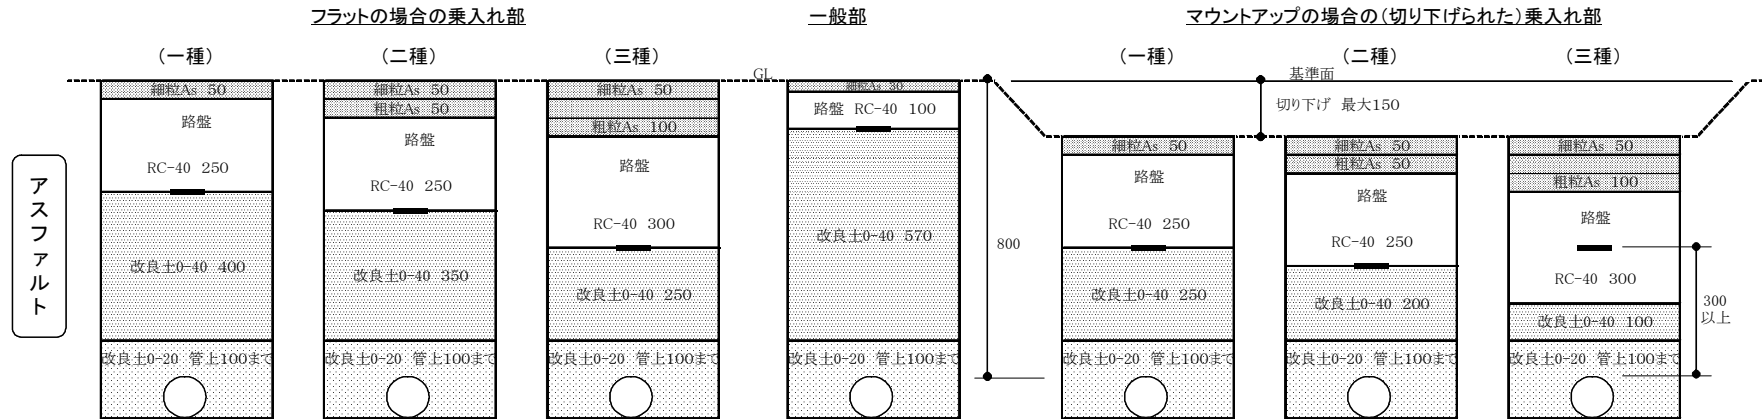 フラットの場合の乗入れ部
一般部
マウントアップの場合の(切り下げられた)乗入れ部
(一種)
(二種)
(三種)
(一種)
(二種)
(三種)
GL
基準面
切り下げ 最大150
アスファルト
細粒As 50
路盤
RC-40 250
改良土0-40 400
改良土0-20 管上100まで
細粒As 50
粗粒As 50
路盤
RC-40 250
改良土0-40 350
改良土0-20 管上100まで
細粒As 50
粗粒As 100
路盤
RC-40 300
改良土0-40 250
改良土0-20 管上100まで
細粒As 30
路盤 RC-40 100
改良土0-40 570
改良土0-20 管上100まで
800
細粒As 50
路盤
RC-40 250
改良土0-40 250
改良土0-20 管上100まで
細粒As 50
粗粒As 50
路盤
RC-40 250
改良土0-40 200
改良土0-20 管上100まで
細粒As 50
粗粒As 100
路盤
RC-40 300
改良土0-40 100
改良土0-20 管上100まで
300
以上